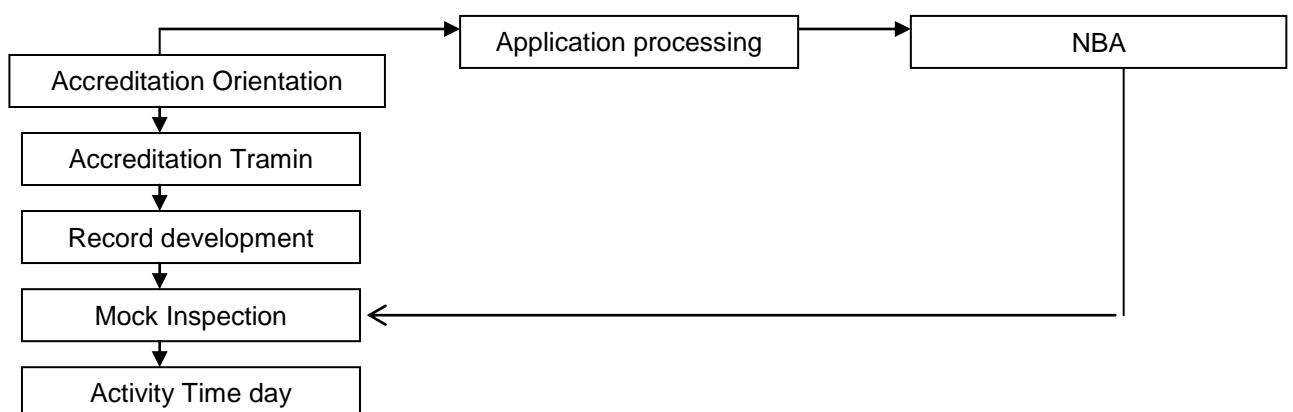 Application processing
NBA
Accreditation Orientation
Accreditation Tramin
Record development
Mock Inspection
Activity Time day